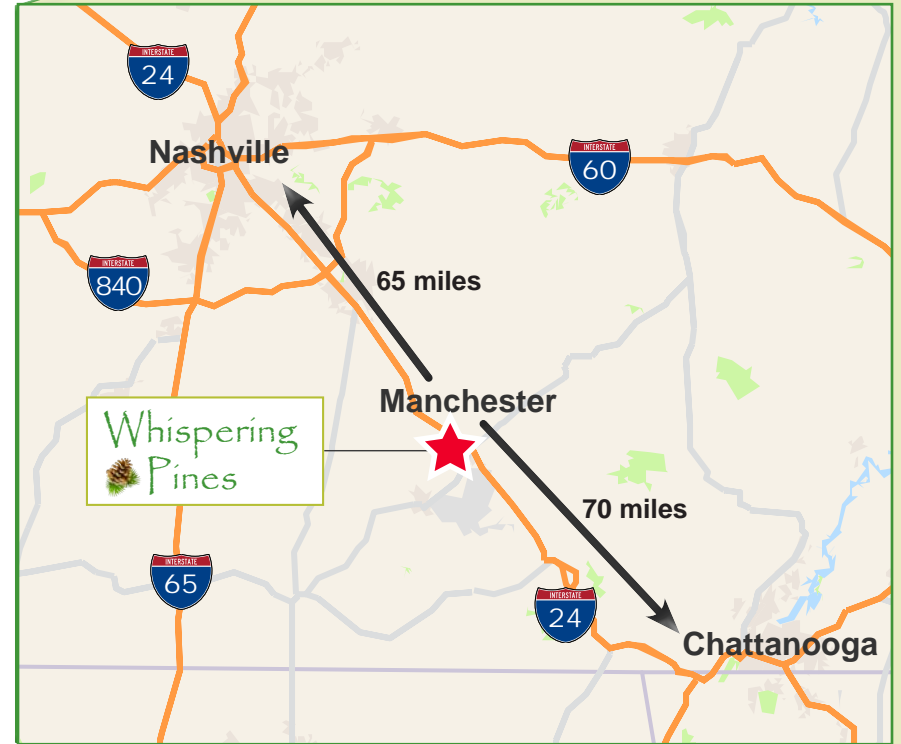 INTERSTATE
24
Nashville
INTERSTATE
60
INTERSTATE
840
65 miles
Manchester
Whispering
Pines
70 miles
INTERSTATE
65
INTERSTATE
24
Chattanooga